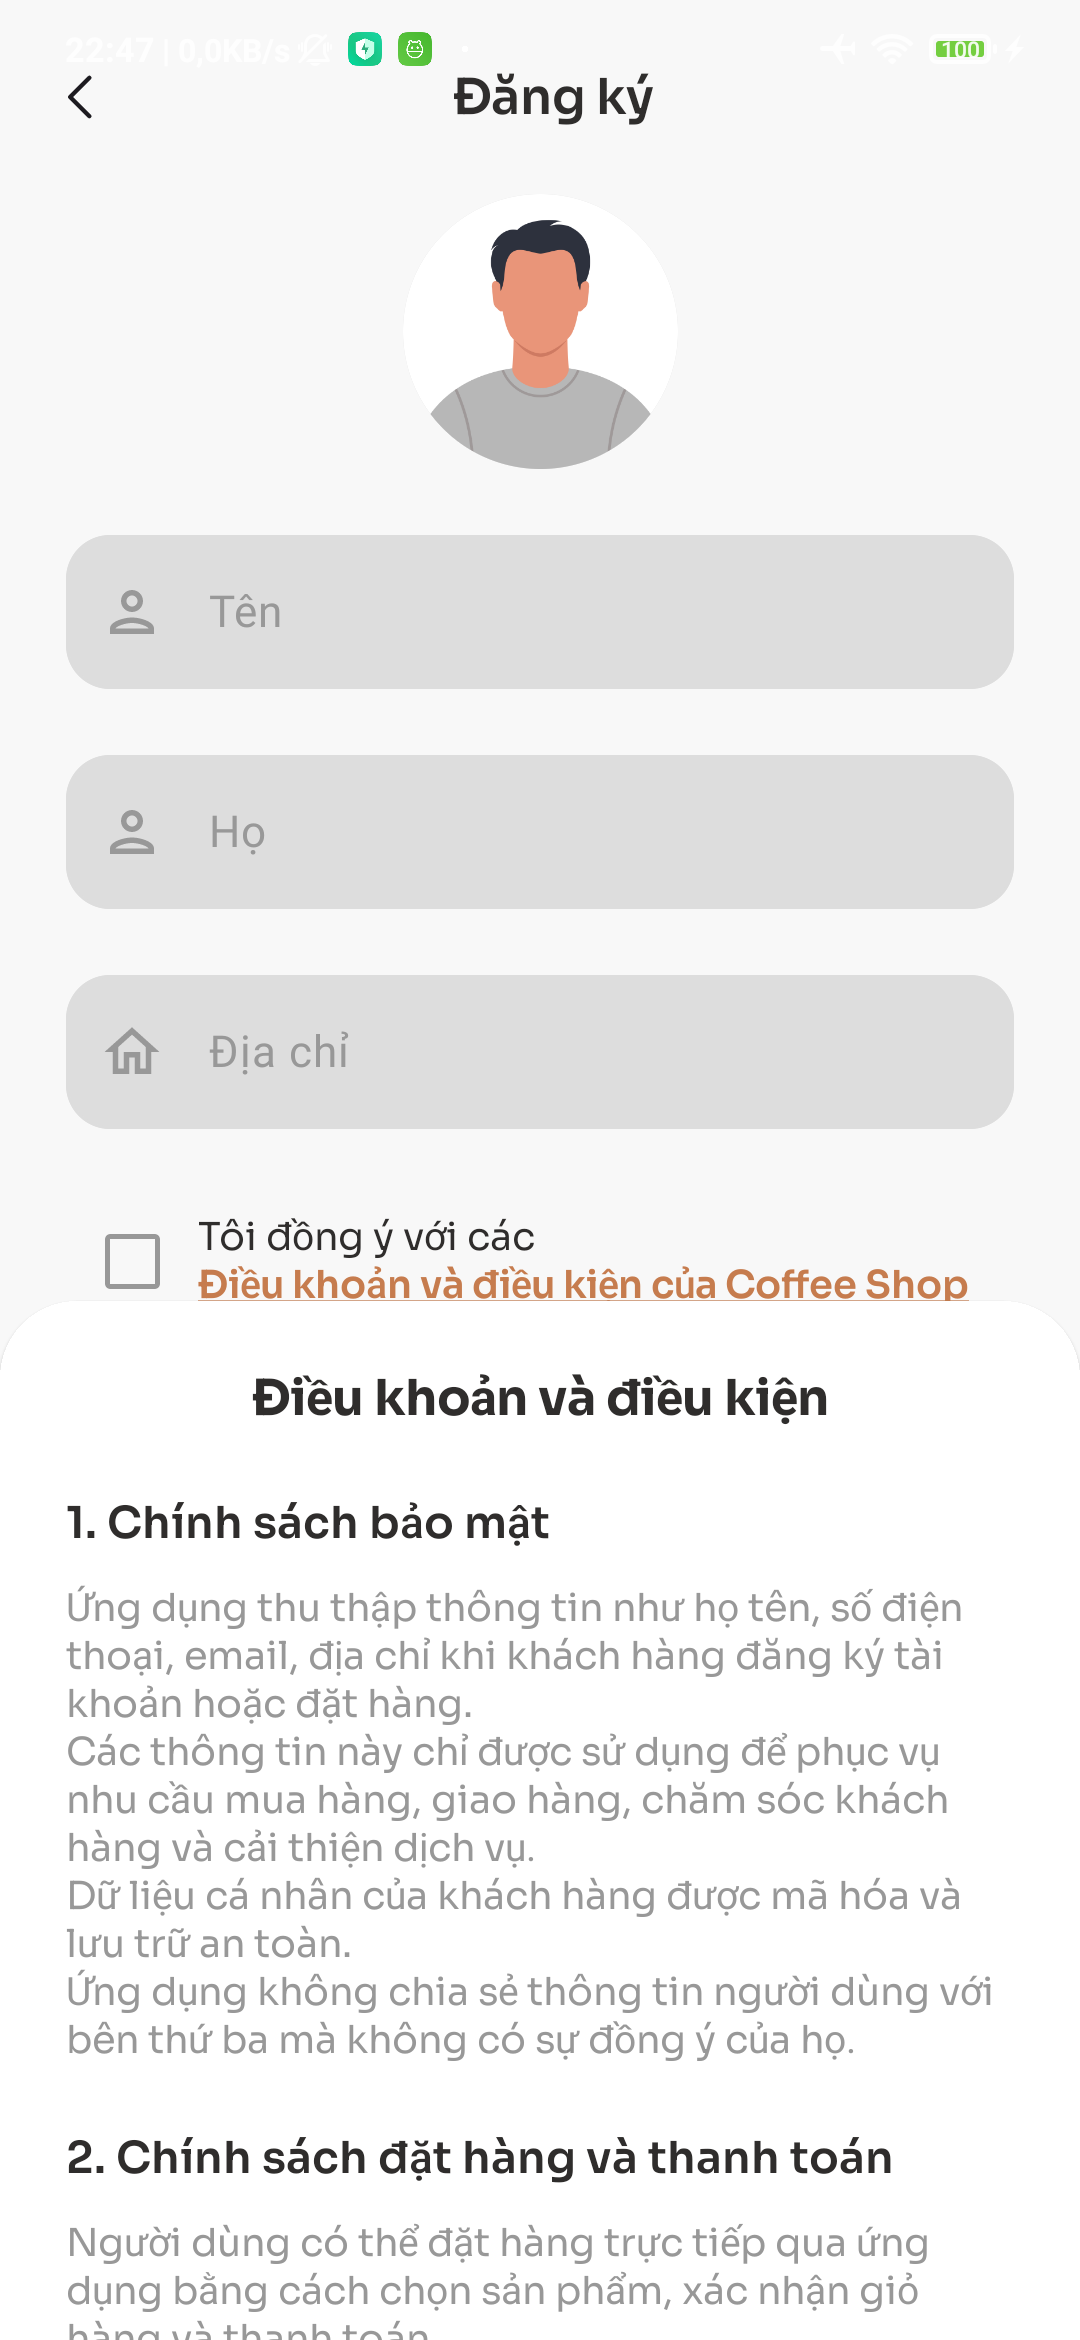 22:47 | 0,0KB/s
100
Đăng ký
Tên
Họ
Địa chỉ
Tôi đồng ý với các
Điều khoản và điều kiện của Coffee Shop
Điều khoản và điều kiện
1. Chính sách bảo mật
Ứng dụng thu thập thông tin như họ tên, số điện
thoại, email, địa chỉ khi khách hàng đăng ký tài
khoản hoặc đặt hàng.
Các thông tin này chỉ được sử dụng để phục vụ
nhu cầu mua hàng, giao hàng, chăm sóc khách
hàng và cải thiện dịch vụ.
Dữ liệu cá nhân của khách hàng được mã hóa và
lưu trữ an toàn.
Ứng dụng không chia sẻ thông tin người dùng với
bên thứ ba mà không có sự đồng ý của họ.
2. Chính sách đặt hàng và thanh toán
Người dùng có thể đặt hàng trực tiếp qua ứng
dụng bằng cách chọn sản phẩm, xác nhận giỏ
hàng và thanh toán.